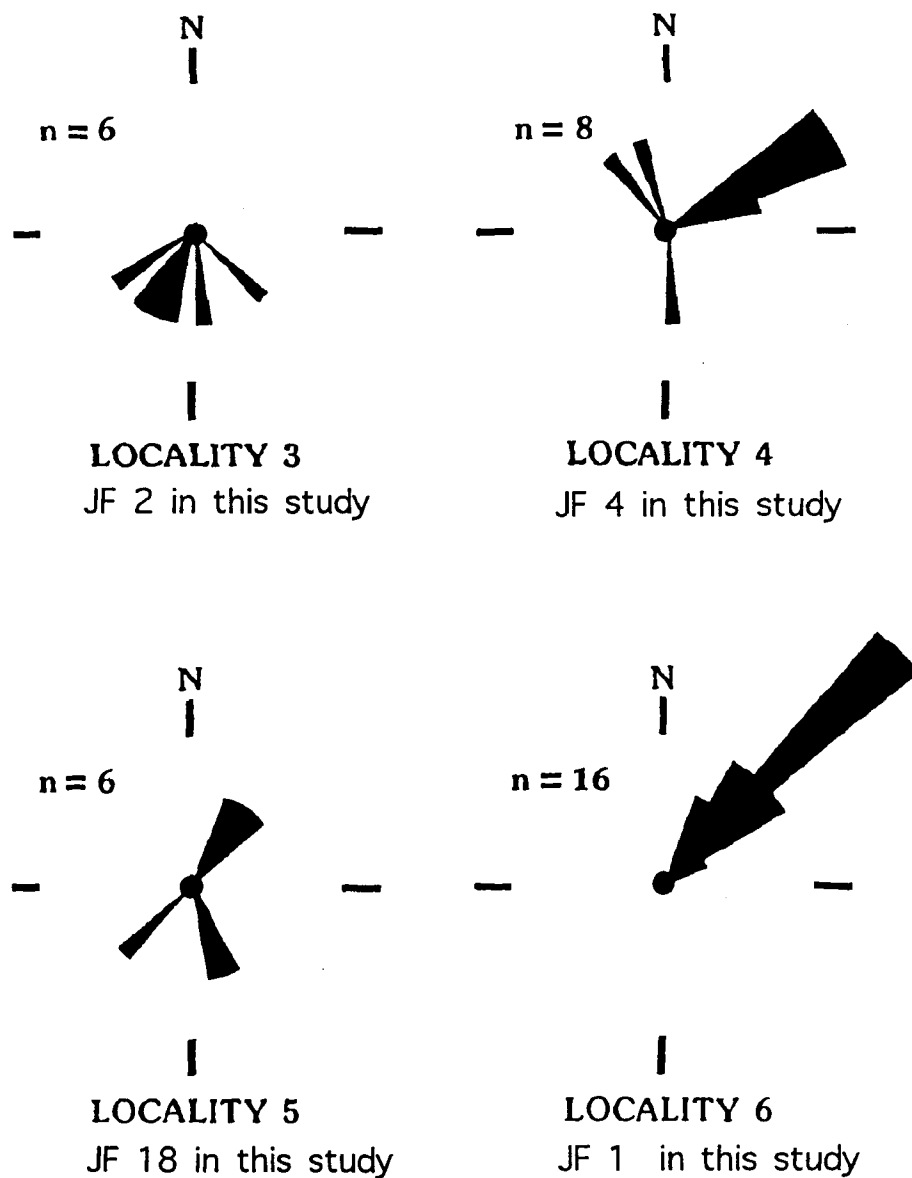 N
n = 6
LOCALITY 3
JF 2 in this study
N
n = 8
LOCALITY 4
JF 4 in this study
N
n = 6
LOCALITY 5
JF 18 in this study
N
n = 16
LOCALITY 6
JF 1 in this study